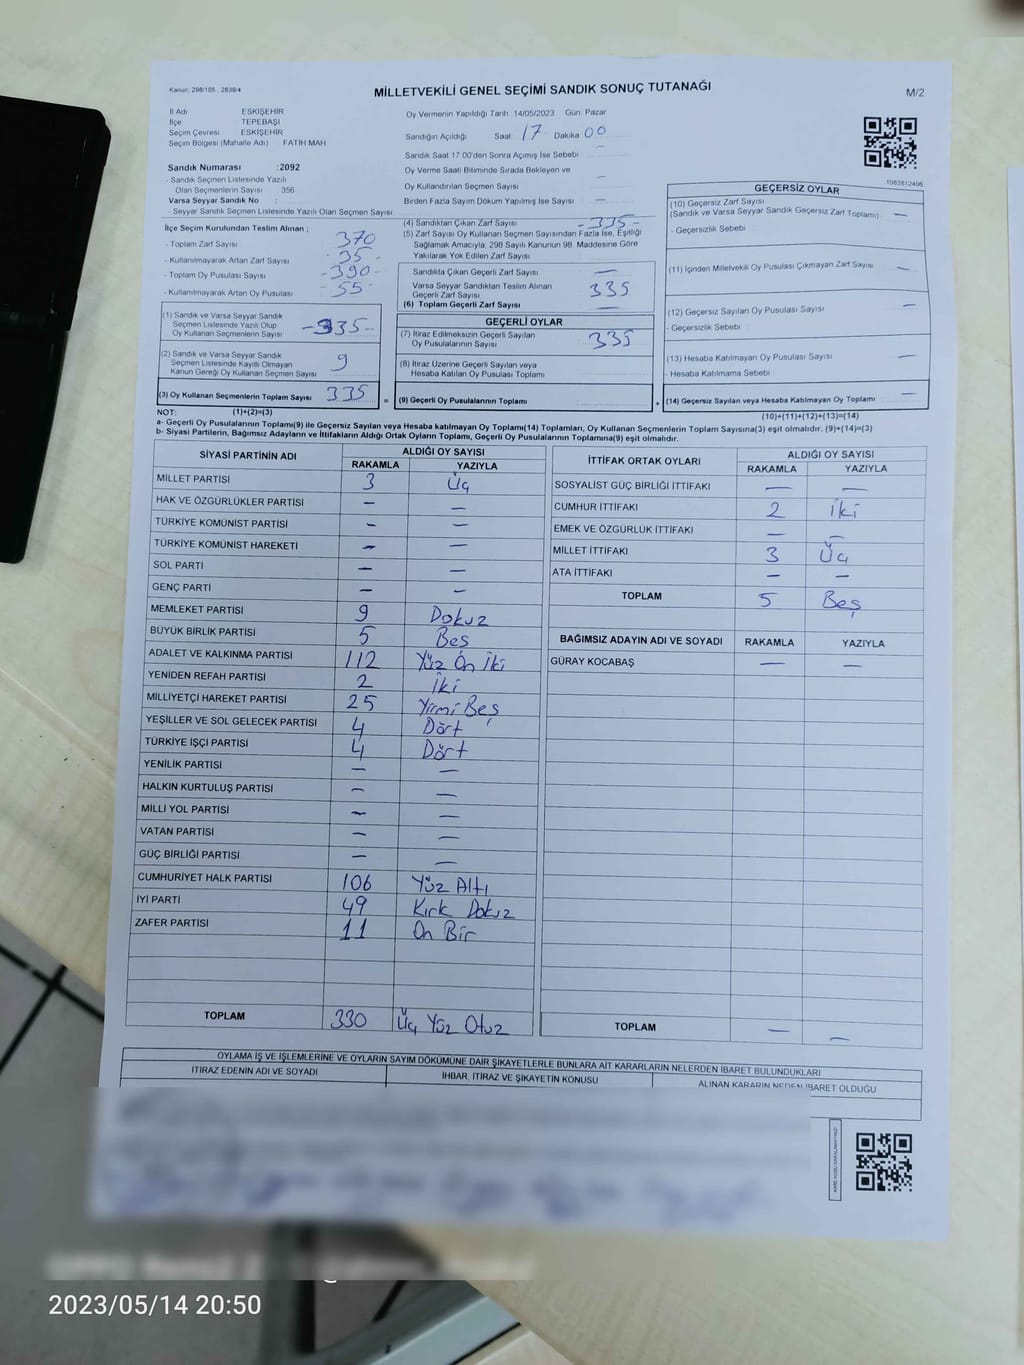 Kanun: 298/105 , 2839/4
MİLLETVEKİLİ GENEL SEÇİMİ SANDIK SONUÇ TUTANAĞI
M/2
İl Adı ESKİŞEHİR
İlçe TEPEBAŞI
Seçim Çevresi ESKİŞEHİR
Seçim Bölgesi (Mahalle Adı) FATİH MAH
Sandık Numarası :2092
- Sandık Seçmen Listesinde Yazılı
Olan Seçmenlerin Sayısı : 356
Varsa Seyyar Sandık No :
- Seyyar Sandık Seçmen Listesinde Yazılı Olan Seçmen Sayısı
İlçe Seçim Kurulundan Teslim Alınan ;
- Toplam Zarf Sayısı : 370
- Kullanılmayarak Artan Zarf Sayısı : 35-
- Toplam Oy Pusulası Sayısı : -390-
- Kullanılmayarak Artan Oy Pusulası : -55-
(1) Sandık ve Varsa Seyyar Sandık
Seçmen Listesinde Yazılı Olup
Oy Kullanan Seçmenlerin Sayısı -335-
(2) Sandık ve Varsa Seyyar Sandık
Seçmen Listesinde Kayıtlı Olmayan
Kanun Gereği Oy Kullanan Seçmen Sayısı 9
(3) Oy Kullanan Seçmenlerin Toplam Sayısı 335
Oy Vermenin Yapıldığı Tarih :14/05/2023 Gün: Pazar
Sandığın Açıldığı Saat: 17 Dakika 00
Sandık Saat 17:00'den Sonra Açılmış İse Sebebi —
Oy Verme Saati Bitiminde Sırada Bekleyen ve
Oy Kullandırılan Seçmen Sayısı —
Birden Fazla Sayım Döküm Yapılmış İse Sayısı —
(4) Sandıktan Çıkan Zarf Sayısı -335-
(5) Zarf Sayısı Oy Kullanan Seçmen Sayısından Fazla İse, Eşitliği
Sağlamak Amacıyla, 298 Sayılı Kanunun 98. Maddesine Göre
Yakılarak Yok Edilen Zarf Sayısı
Sandıkta Çıkan Geçerli Zarf Sayısı —
Varsa Seyyar Sandıktan Teslim Alınan
Geçerli Zarf Sayısı 335
(6) Toplam Geçerli Zarf Sayısı —
GEÇERLİ OYLAR
(7) İtiraz Edilmeksizin Geçerli Sayılan
Oy Pusulalarının Sayısı 335
(8) İtiraz Üzerine Geçerli Sayılan veya
Hesaba Katılan Oy Pusulası Toplamı
= (9) Geçerli Oy Pusulalarının Toplamı
1083812406
GEÇERSİZ OYLAR
(10) Geçersiz Zarf Sayısı
(Sandık ve Varsa Seyyar Sandık Geçersiz Zarf Toplamı) —
- Geçersizlik Sebebi
(11) İçinden Milletvekili Oy Pusulası Çıkmayan Zarf Sayısı —
(12) Geçersiz Sayılan Oy Pusulası Sayısı —
- Geçersizlik Sebebi
(13) Hesaba Katılmayan Oy Pusulası Sayısı —
- Hesaba Katılmama Sebebi
+ (14) Geçersiz Sayılan veya Hesaba Katılmayan Oy Toplamı —
NOT: (1)+(2)=(3) (10)+(11)+(12)+(13)=(14)
a- Geçerli Oy Pusulalarının Toplamı(9) ile Geçersiz Sayılan veya Hesaba katılmayan Oy Toplamı(14) Toplamları, Oy Kullanan Seçmenlerin Toplam Sayısına(3) eşit olmalıdır. (9)+(14)=(3)
b- Siyasi Partilerin, Bağımsız Adayların ve İttifakların Aldığı Ortak Oyların Toplamı, Geçerli Oy Pusulalarının Toplamına(9) eşit olmalıdır.
SİYASİ PARTİNİN ADI ALDIĞI OY SAYISI
RAKAMLA YAZIYLA
MİLLET PARTİSİ 3 Üç
HAK VE ÖZGÜRLÜKLER PARTİSİ — —
TÜRKİYE KOMÜNİST PARTİSİ — —
TÜRKİYE KOMÜNİST HAREKETİ — —
SOL PARTİ — —
GENÇ PARTİ — —
MEMLEKET PARTİSİ 9 Dokuz
BÜYÜK BİRLİK PARTİSİ 5 Beş
ADALET VE KALKINMA PARTİSİ 112 Yüz On İki
YENİDEN REFAH PARTİSİ 2 İki
MİLLİYETÇİ HAREKET PARTİSİ 25 Yirmi Beş
YEŞİLLER VE SOL GELECEK PARTİSİ 4 Dört
TÜRKİYE İŞÇİ PARTİSİ 4 Dört
YENİLİK PARTİSİ — —
HALKIN KURTULUŞ PARTİSİ — —
MİLLİ YOL PARTİSİ — —
VATAN PARTİSİ — —
GÜÇ BİRLİĞİ PARTİSİ — —
CUMHURİYET HALK PARTİSİ 106 Yüz Altı
İYİ PARTİ 49 Kırk Dokuz
ZAFER PARTİSİ 11 On Bir
TOPLAM 330 Üç Yüz Otuz
İTTİFAK ORTAK OYLARI ALDIĞI OY SAYISI
RAKAMLA YAZIYLA
SOSYALİST GÜÇ BİRLİĞİ İTTİFAKI — —
CUMHUR İTTİFAKI 2 İki
EMEK VE ÖZGÜRLÜK İTTİFAKI — —
MİLLET İTTİFAKI 3 Üç
ATA İTTİFAKI — —
TOPLAM 5 Beş
BAĞIMSIZ ADAYIN ADI VE SOYADI RAKAMLA YAZIYLA
GÜRAY KOCABAŞ — —
TOPLAM — —
OYLAMA İŞ VE İŞLEMLERİNE VE OYLARIN SAYIM DÖKÜMÜNE DAİR ŞİKAYETLERLE BUNLARA AİT KARARLARIN NELERDEN İBARET BULUNDUKLARI
İTİRAZ EDENİN ADI VE SOYADI İHBAR, İTİRAZ VE ŞİKAYETİN KONUSU ALINAN KARARIN NEDEN İBARET OLDUĞU
2023/05/14 20:50